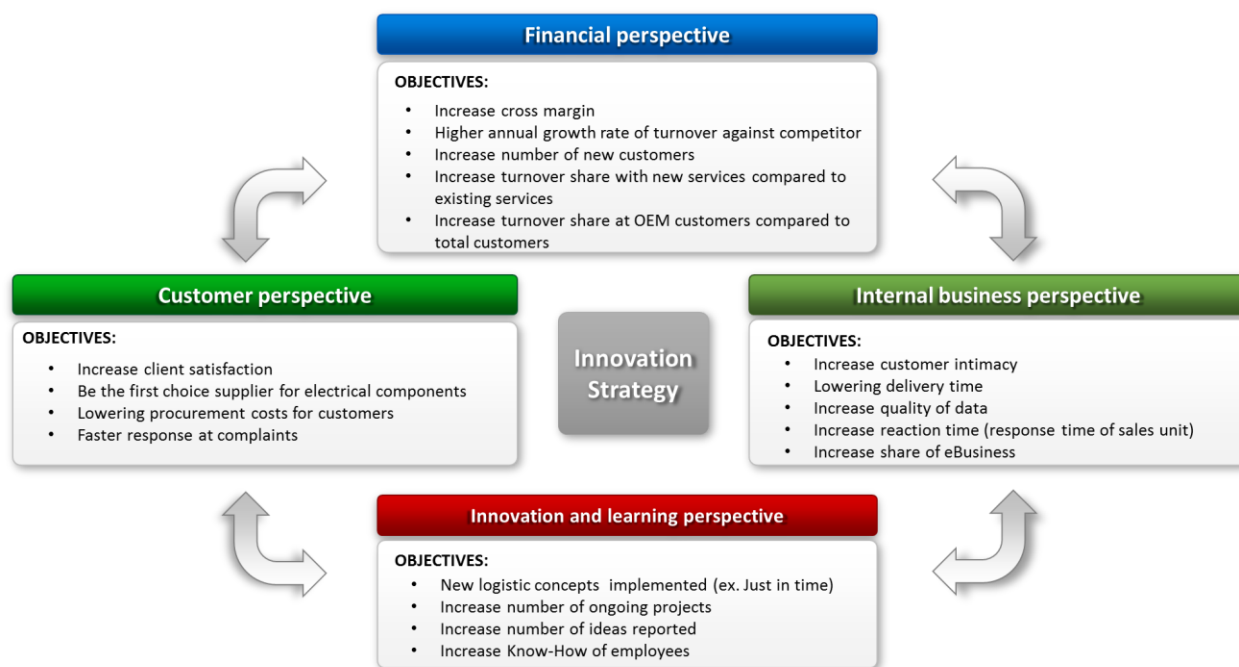 Financial perspective
OBJECTIVES:
• Increase cross margin
• Higher annual growth rate of turnover against competitor
• Increase number of new customers
• Increase turnover share with new services compared to
existing services
• Increase turnover share at OEM customers compared to
total customers
Customer perspective
OBJECTIVES:
• Increase client satisfaction
• Be the first choice supplier for electrical components
• Lowering procurement costs for customers
• Faster response at complaints
Innovation
Strategy
Internal business perspective
OBJECTIVES:
• Increase customer intimacy
• Lowering delivery time
• Increase quality of data
• Increase reaction time (response time of sales unit)
• Increase share of eBusiness
Innovation and learning perspective
OBJECTIVES:
• New logistic concepts implemented (ex. Just in time)
• Increase number of ongoing projects
• Increase number of ideas reported
• Increase Know-How of employees